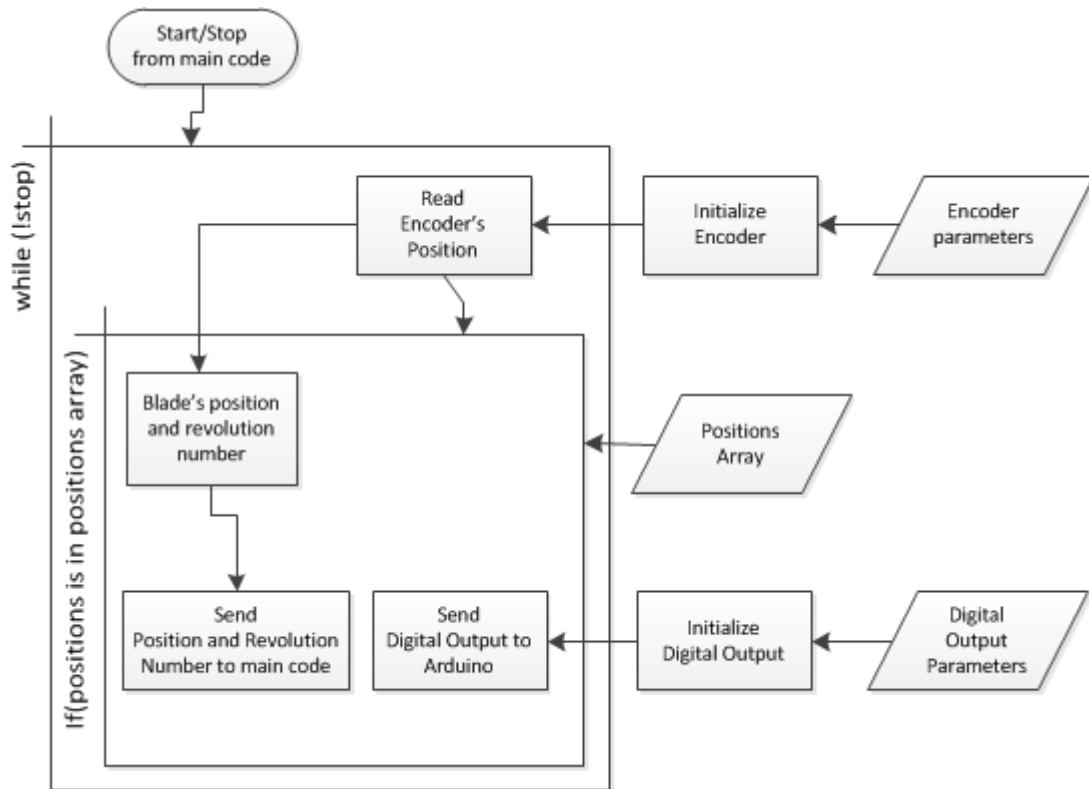 Start/Stop
from main code
while (!stop)
Read
Encoder's
Position
Initialize
Encoder
Encoder
parameters
If(positions is in positions array)
Blade's position
and revolution
number
Positions
Array
Send
Position and Revolution
Number to main code
Send
Digital Output to
Arduino
Initialize
Digital Output
Digital
Output
Parameters